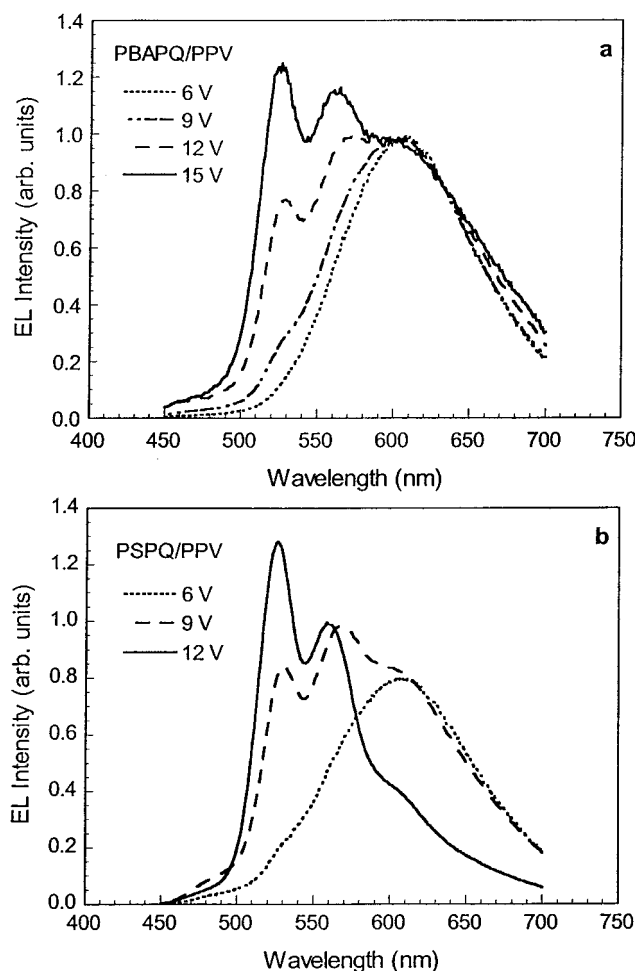 a
PBAPQ/PPV
6 V
9 V
12 V
15 V
EL Intensity (arb. units)
1.4
1.2
1.0
0.8
0.6
0.4
0.2
0.0
400 450 500 550 600 650 700 750
Wavelength (nm)
b
PSPQ/PPV
6 V
9 V
12 V
EL Intensity (arb. units)
1.4
1.2
1.0
0.8
0.6
0.4
0.2
0.0
400 450 500 550 600 650 700 750
Wavelength (nm)